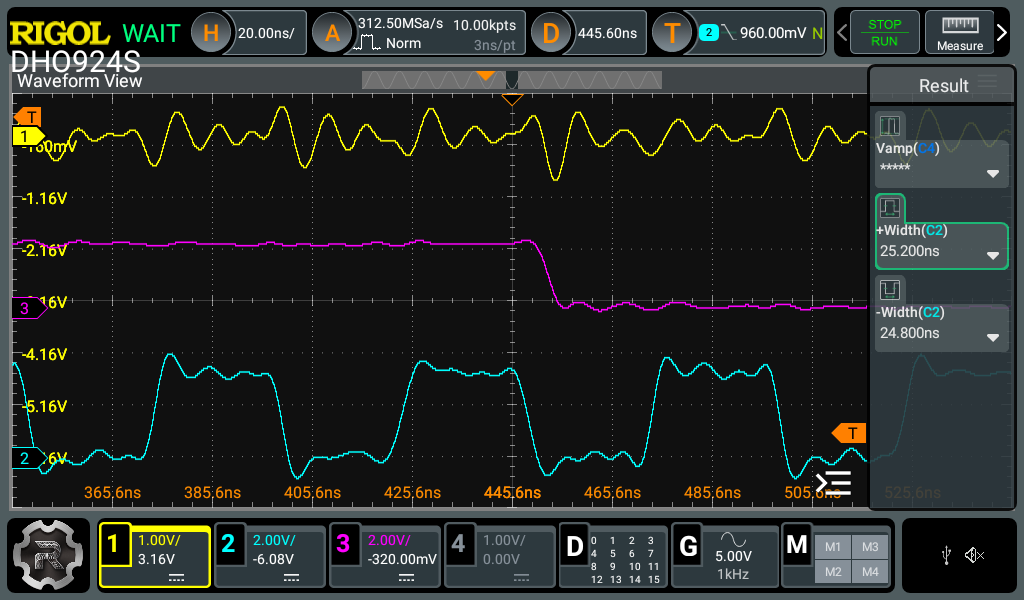 RIGOL WAIT H 20.00ns/ A 312.50MSa/s 10.00kpts Norm 3ns/pt D 445.60ns T 2 960.00mV N STOP RUN Measure
DHO924S
Waveform View
Result
T
1
-160mV
-1.16V
-2.16V
3
-4.16V
-5.16V
2
T
365.6ns 385.6ns 405.6ns 425.6ns 445.6ns 465.6ns 485.6ns 505.6ns 525.6ns
Vamp(C4)
*****
+Width(C2)
25.200ns
-Width(C2)
24.800ns
1 1.00V/ 3.16V
2 2.00V/ -6.08V
3 2.00V/ -320.00mV
4 1.00V/ 0.00V
D 0 1 2 3
4 5 6 7
8 9 10 11
12 13 14 15
G 5.00V 1kHz
M M1 M3
M2 M4